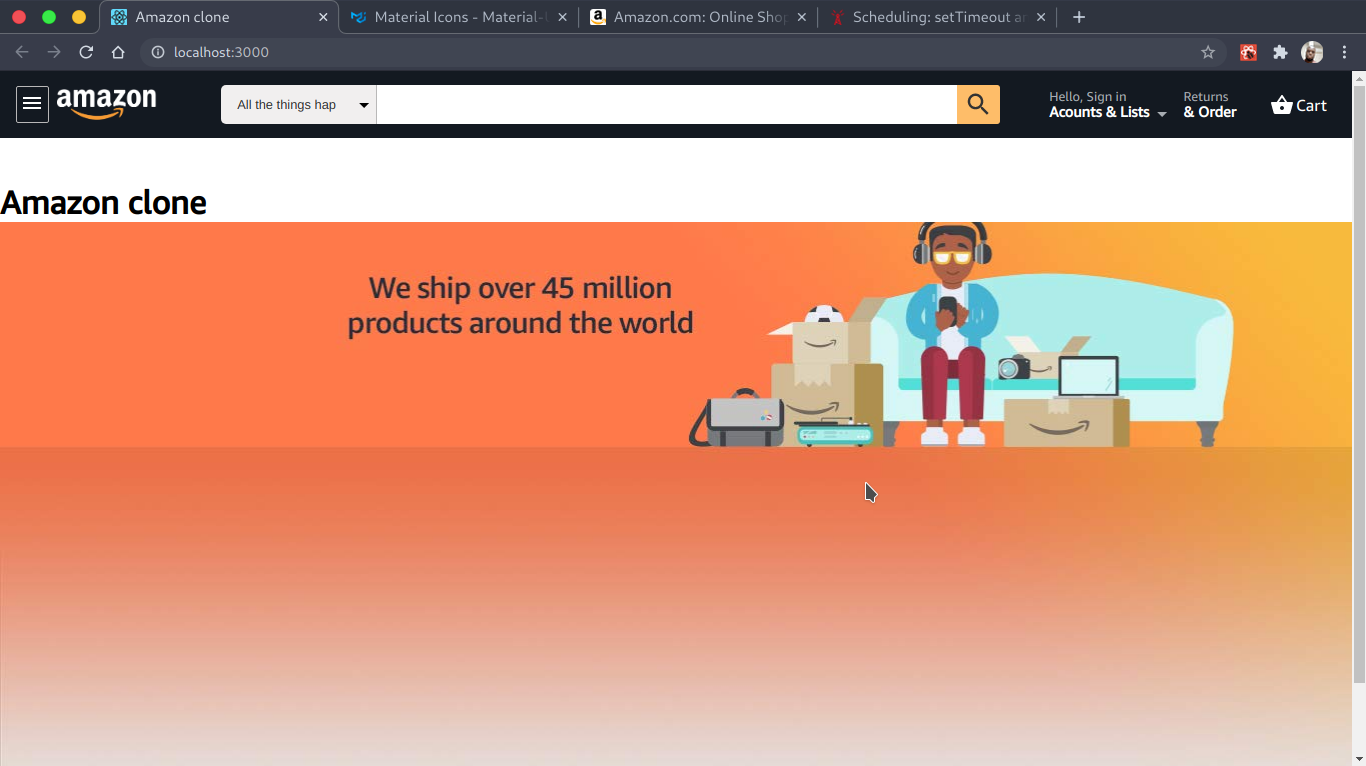 Amazon clone
Material Icons - Material-
Amazon.com: Online Shop
Scheduling: setTimeout a
localhost:3000
amazon
All the things hap
Hello, Sign in
Acounts & Lists
Returns
& Order
Cart
Amazon clone
We ship over 45 million
products around the world